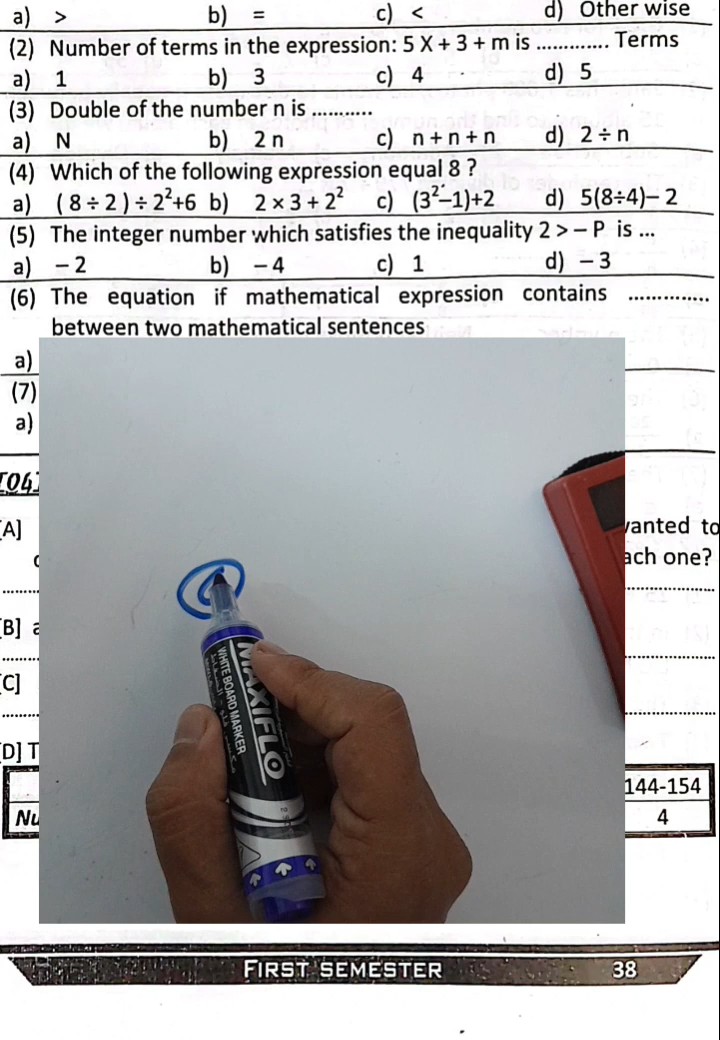 a) > b) = c) < d) Other wise
(2) Number of terms in the expression: 5 X + 3 + m is ............. Terms
a) 1 b) 3 c) 4 d) 5
(3) Double of the number n is ...........
a) N b) 2 n c) n + n + n d) 2 ÷ n
(4) Which of the following expression equal 8 ?
a) ( 8 ÷ 2 ) ÷ 2²+6 b) 2 × 3 + 2² c) (3²–1)+2 d) 5(8÷4)– 2
(5) The integer number which satisfies the inequality 2 > – P is ...
a) – 2 b) – 4 c) 1 d) – 3
(6) The equation if mathematical expression contains ..............
between two mathematical sentences
a)
(7)
a)
[Q4]
[A] wanted to
ach one?
[B] a
[C]
[D] T
144-154
Nu 4
MAXIFLO
WHITE BOARD MARKER
FIRST SEMESTER 38